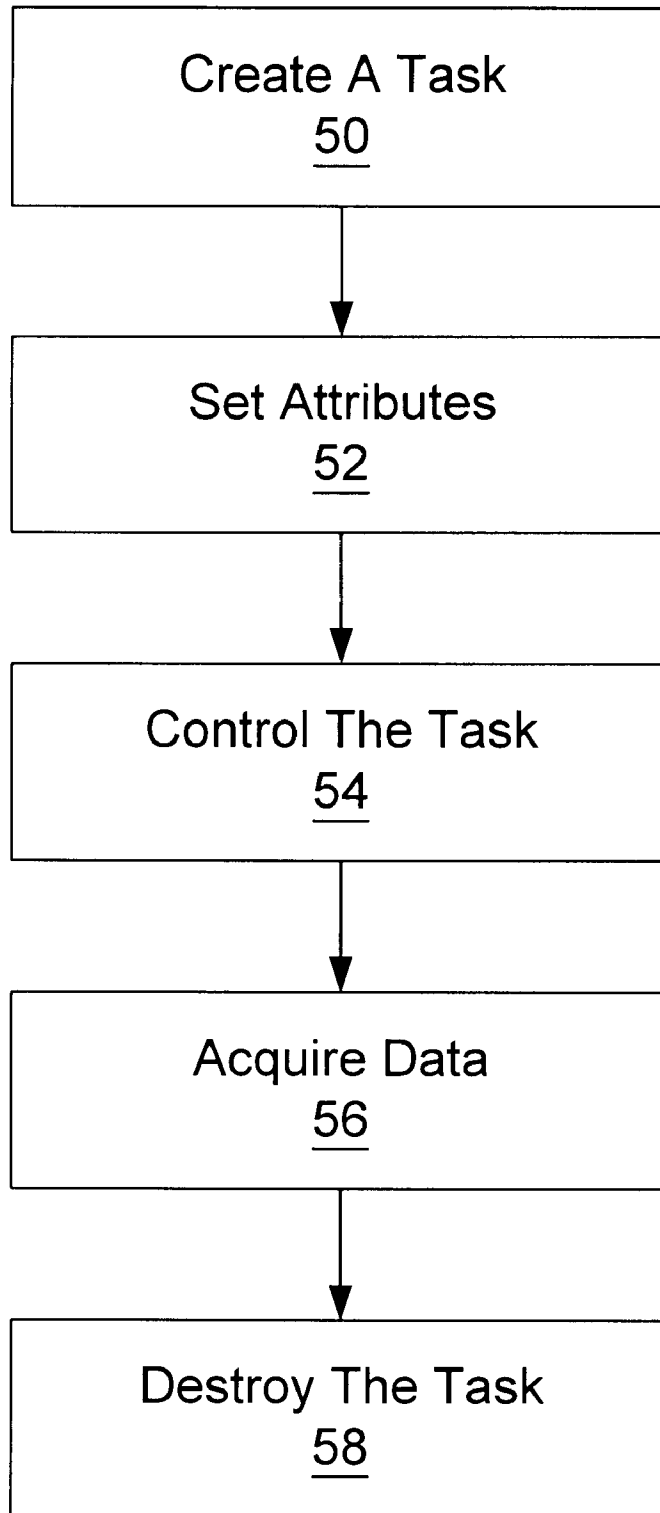 Create A Task
50
Set Attributes
52
Control The Task
54
Acquire Data
56
Destroy The Task
58